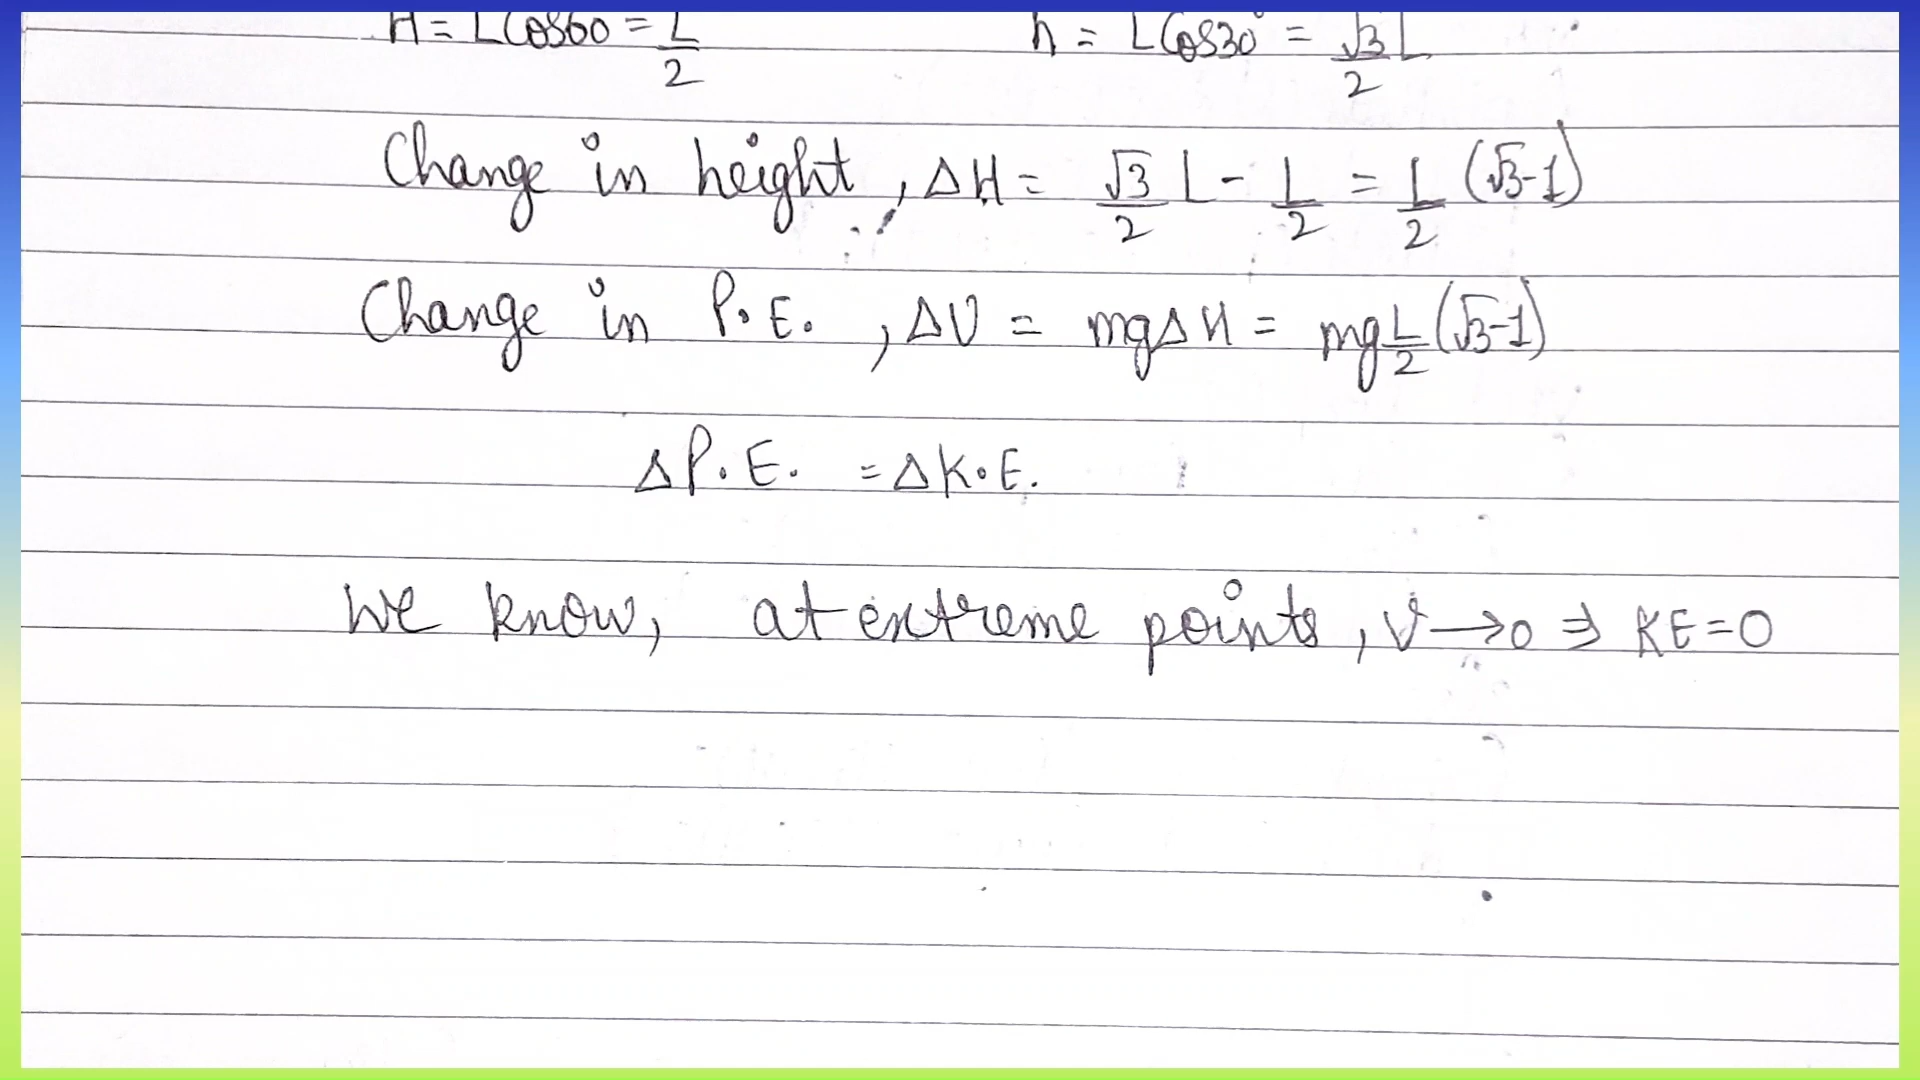 H = L Cos60 = L/2 h = L Cos30° = √3/2 L
Change in height, ΔH = √3/2 L - L/2 = L/2 (√3-1)
Change in P.E. , ΔU = mgΔH = mg L/2 (√3-1)
ΔP.E. = ΔK.E.
We know, at extreme points, v→0 ⇒ KE=0